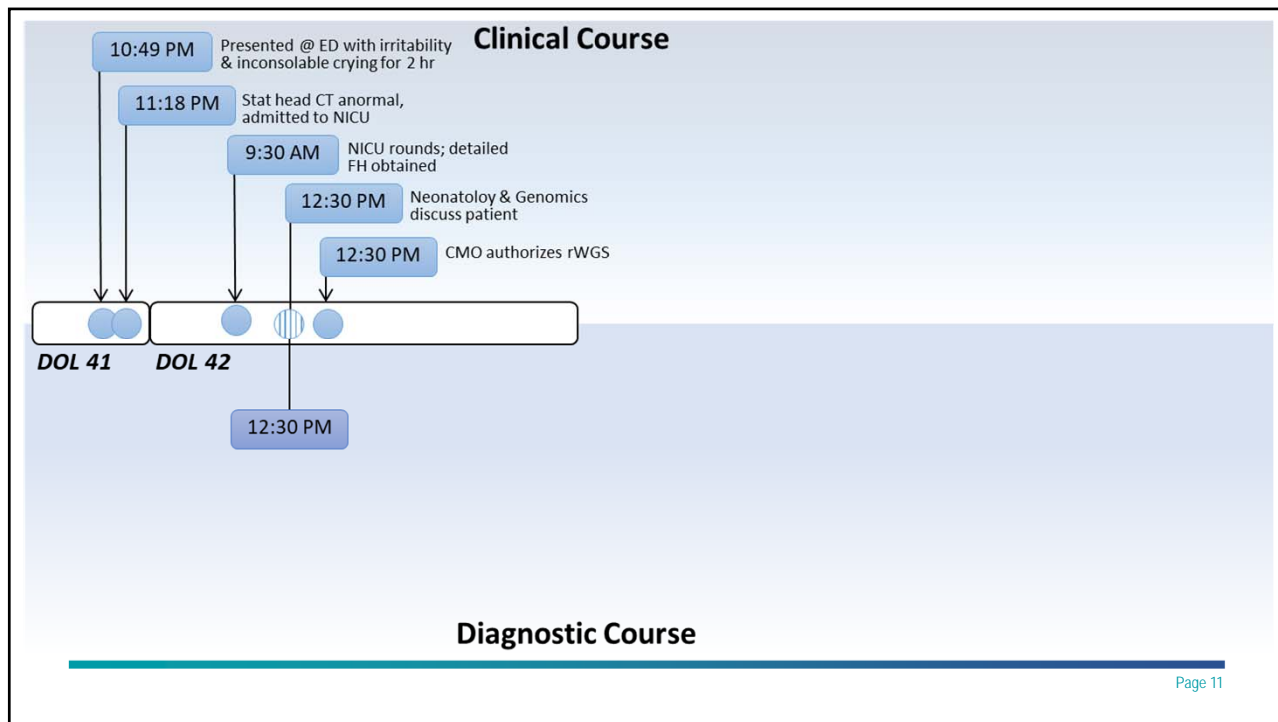 Clinical Course
10:49 PM
Presented @ ED with irritability
& inconsolable crying for 2 hr
11:18 PM
Stat head CT anormal,
admitted to NICU
9:30 AM
NICU rounds; detailed
FH obtained
12:30 PM
Neonatoloy & Genomics
discuss patient
12:30 PM
CMO authorizes rWGS
DOL 41
DOL 42
12:30 PM
Diagnostic Course
Page 11